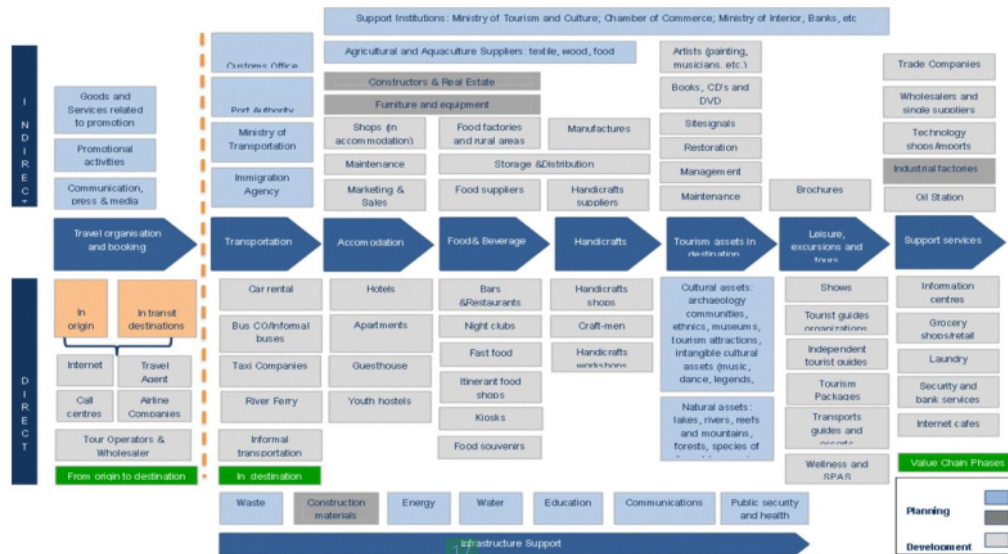 Support Institutions: Ministry of Tourism and Culture; Chamber of Commerce; Ministry of Interior, Banks, etc
I
N
D
I
R
E
C
T
Goods and
Services related
to promotion
Promotional
activities
Communication,
press & media
Customs Office
Port Authority
Ministry of
Transportation
Immigration
Agency
Agricultural and Aquaculture Suppliers: textile, wood, food
Constructors & Real Estate
Furniture and equipment
Shops (in
accommodation)
Maintenance
Marketing &
Sales
Food factories
and rural areas
Manufactures
Storage &Distribution
Food suppliers
Handicrafts
suppliers
Artists (painting,
musicians, etc.)
Books, CD's and
DVD
Sitesignals
Restoration
Management
Maintenance
Brochures
Trade Companies
Wholesalers and
single suppliers
Technology
shops/imports
Industrial factories
Oil Station
Travel organisation
and booking
Transportation
Accomodation
Food & Beverage
Handicrafts
Tourism assets in
destination
Leisure,
excursions and
tours
Support services
D
I
R
E
C
T
In
origin
In transit
destinations
Internet
Travel
Agent
Call
centres
Airline
Companies
Tour Operators &
Wholesaler
From origin to destination
Car rental
Bus CO/Informal
buses
Taxi Companies
River Ferry
Informal
transportation
In destination
Hotels
Apartments
Guesthouse
Youth hostels
Bars
&Restaurants
Night clubs
Fast food
Itinerant food
shops
Kiosks
Food souvenirs
Handicrafts
shops
Craft-men
Handicrafts
workshops
Cultural assets:
archaeology
communities,
ethnics, museums,
tourism attractions,
intangible cultural
assets (music,
dance, legends,
Natural assets:
lakes, rivers, reefs
and mountains,
forests, species of
Shows
Tourist guides
organizations
Independent
tourist guides
Tourism
Packages
Transports
guides and
escorts
Wellness and
SPAS
Information
centres
Grocery
shops/retail
Laundry
Security and
bank services
Internet cafes
Value Chain Phases
Waste
Construction
materials
Energy
Water
Education
Communications
Public security
and health
Infrastructure Support
17
Planning
Development